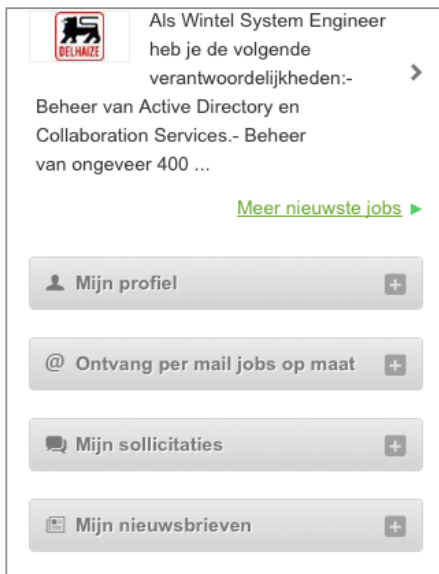 DELHAIZE
Als Wintel System Engineer
heb je de volgende
verantwoordelijkheden:-
Beheer van Active Directory en
Collaboration Services.- Beheer
van ongeveer 400 ...
Meer nieuwste jobs
Mijn profiel
@ Ontvang per mail jobs op maat
Mijn sollicitaties
Mijn nieuwsbrieven